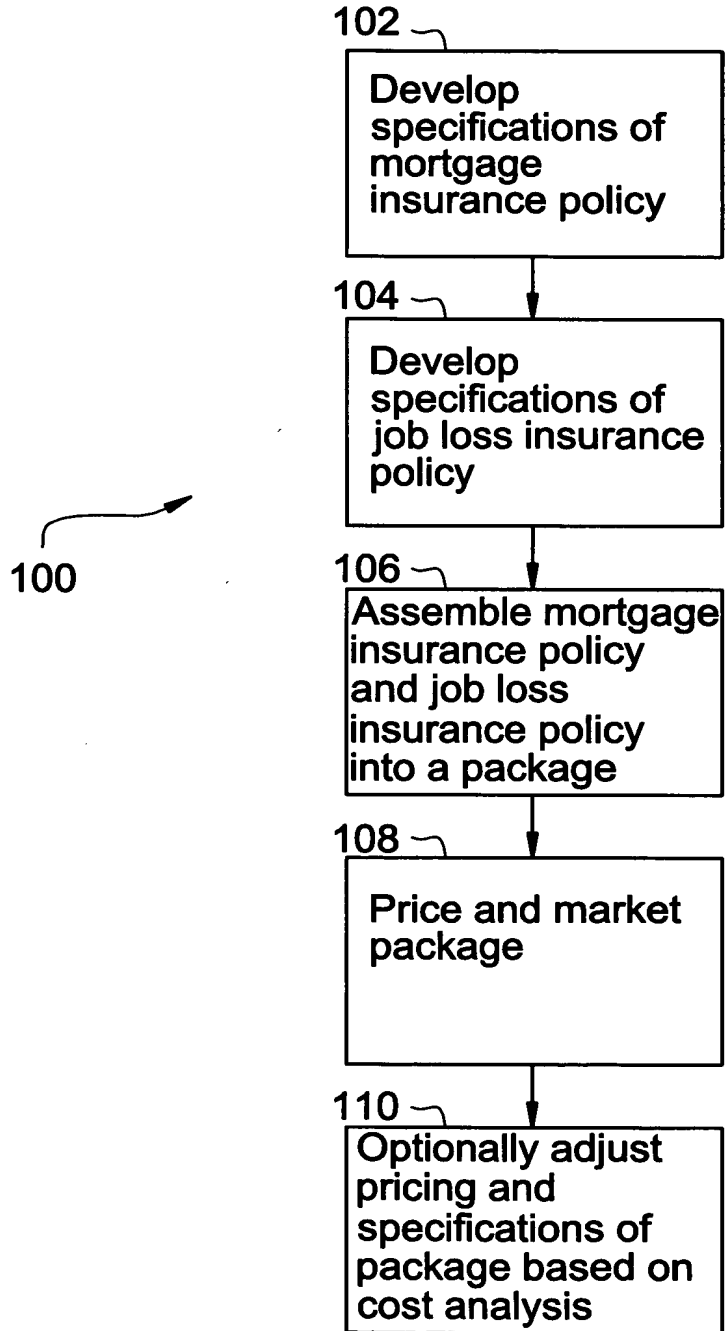 102
Develop
specifications of
mortgage
insurance policy
104
Develop
specifications of
job loss insurance
policy
100
106
Assemble mortgage
insurance policy
and job loss
insurance policy
into a package
108
Price and market
package
110
Optionally adjust
pricing and
specifications of
package based on
cost analysis